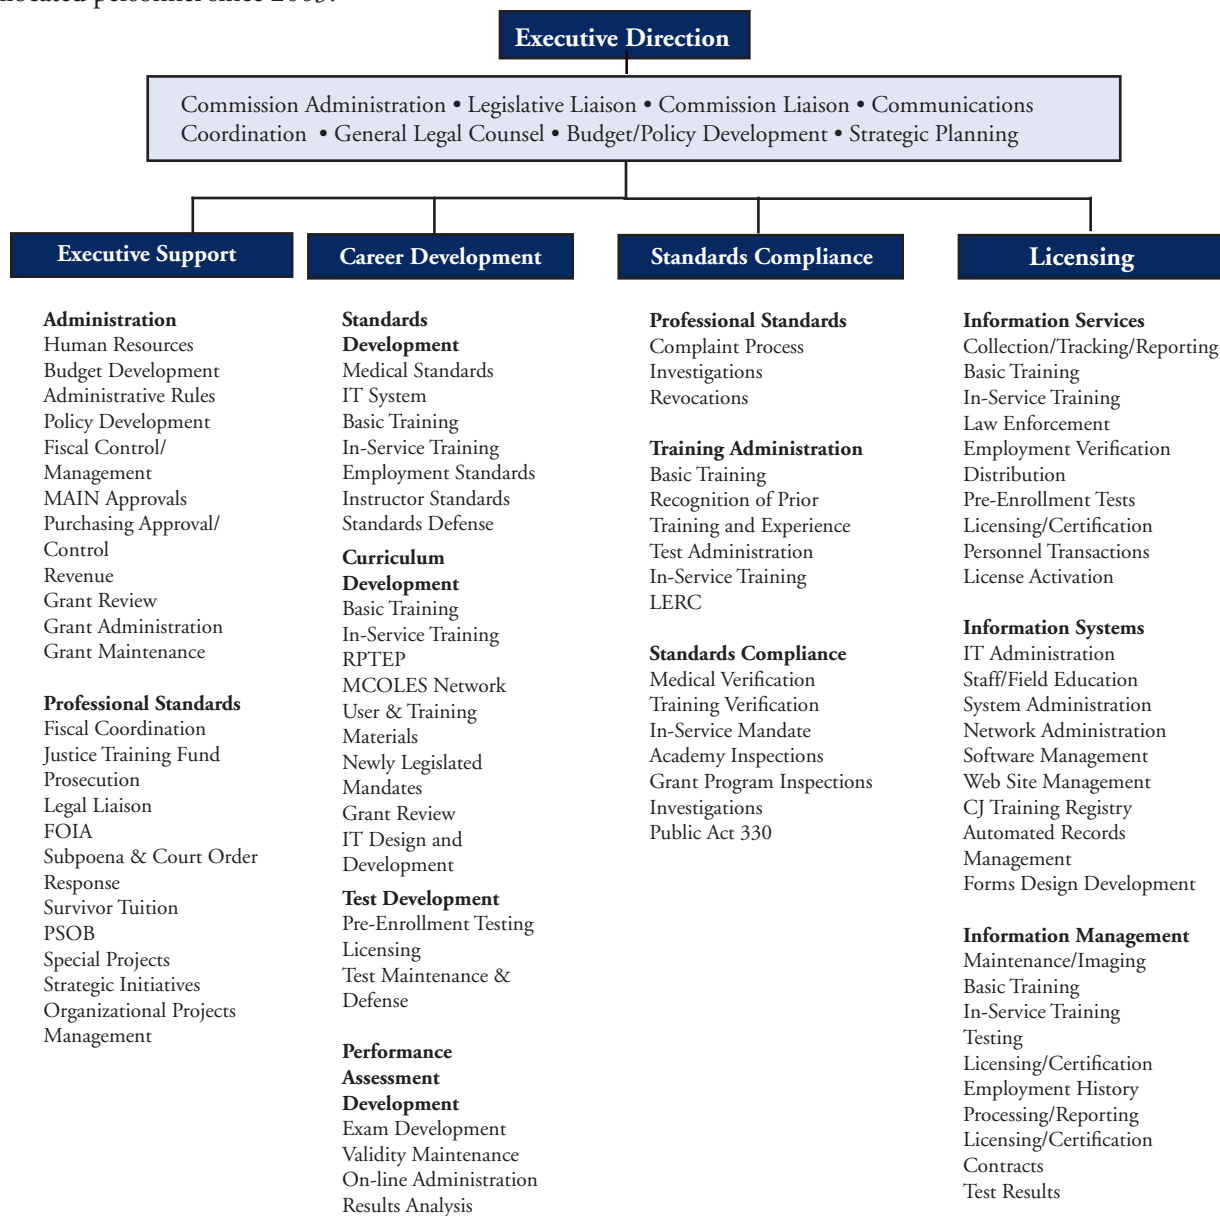 allocated personnel since 2005.
Executive Direction
Commission Administration • Legislative Liaison • Commission Liaison • Communications
Coordination • General Legal Counsel • Budget/Policy Development • Strategic Planning
Executive Support
Administration
Human Resources
Budget Development
Administrative Rules
Policy Development
Fiscal Control/
Management
MAIN Approvals
Purchasing Approval/
Control
Revenue
Grant Review
Grant Administration
Grant Maintenance
Professional Standards
Fiscal Coordination
Justice Training Fund
Prosecution
Legal Liaison
FOIA
Subpoena & Court Order
Response
Survivor Tuition
PSOB
Special Projects
Strategic Initiatives
Organizational Projects
Management
Career Development
Standards
Development
Medical Standards
IT System
Basic Training
In-Service Training
Employment Standards
Instructor Standards
Standards Defense
Curriculum
Development
Basic Training
In-Service Training
RPTEP
MCOLES Network
User & Training
Materials
Newly Legislated
Mandates
Grant Review
IT Design and
Development
Test Development
Pre-Enrollment Testing
Licensing
Test Maintenance &
Defense
Performance
Assessment
Development
Exam Development
Validity Maintenance
On-line Administration
Results Analysis
Standards Compliance
Professional Standards
Complaint Process
Investigations
Revocations
Training Administration
Basic Training
Recognition of Prior
Training and Experience
Test Administration
In-Service Training
LERC
Standards Compliance
Medical Verification
Training Verification
In-Service Mandate
Academy Inspections
Grant Program Inspections
Investigations
Public Act 330
Licensing
Information Services
Collection/Tracking/Reporting
Basic Training
In-Service Training
Law Enforcement
Employment Verification
Distribution
Pre-Enrollment Tests
Licensing/Certification
Personnel Transactions
License Activation
Information Systems
IT Administration
Staff/Field Education
System Administration
Network Administration
Software Management
Web Site Management
CJ Training Registry
Automated Records
Management
Forms Design Development
Information Management
Maintenance/Imaging
Basic Training
In-Service Training
Testing
Licensing/Certification
Employment History
Processing/Reporting
Licensing/Certification
Contracts
Test Results